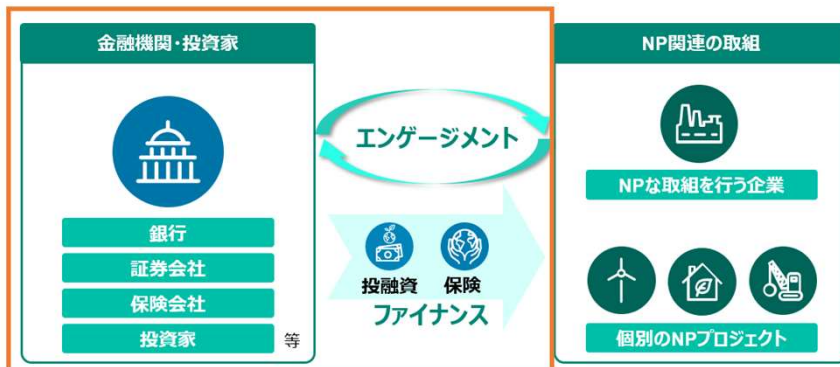 金融機関・投資家
銀行
証券会社
保険会社
投資家
等
エンゲージメント
投融資
保険
ファイナンス
NP関連の取組
NPな取組を行う企業
個別のNPプロジェクト